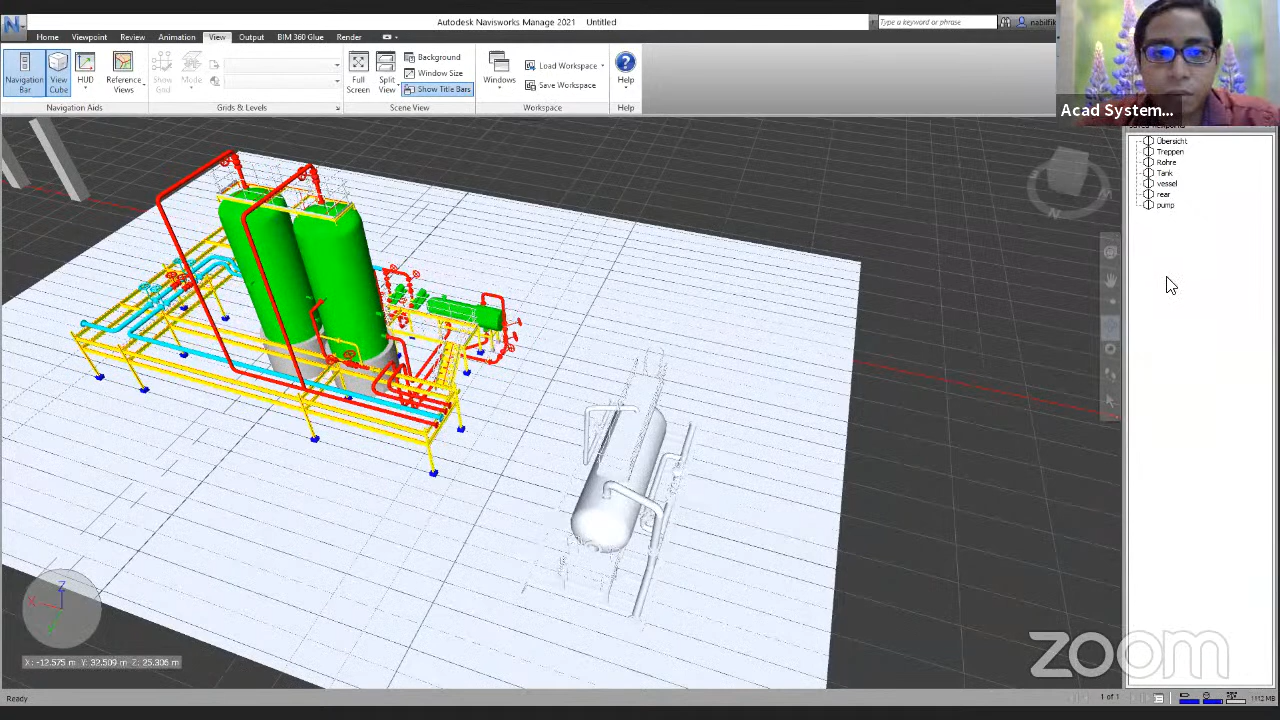 Autodesk Navisworks Manage 2021 Untitled
Type a keyword or phrase
nabilfik
Home Viewpoint Review Animation View Output BIM 360 Glue Render
Navigation Bar
View Cube
HUD
Reference Views
Show Grid
Mode
Full Screen
Split View
Background
Window Size
Show Title Bars
Windows
Load Workspace
Save Workspace
Help
Navigation Aids
Grids & Levels
Scene View
Workspace
Help
Acad System...
Übersicht
Treppen
Rohre
Tank
vessel
rear
pump
N
Z
X
X: -12.575 m Y: 32.509 m Z: 25.306 m
zoom
Ready
1 of 1